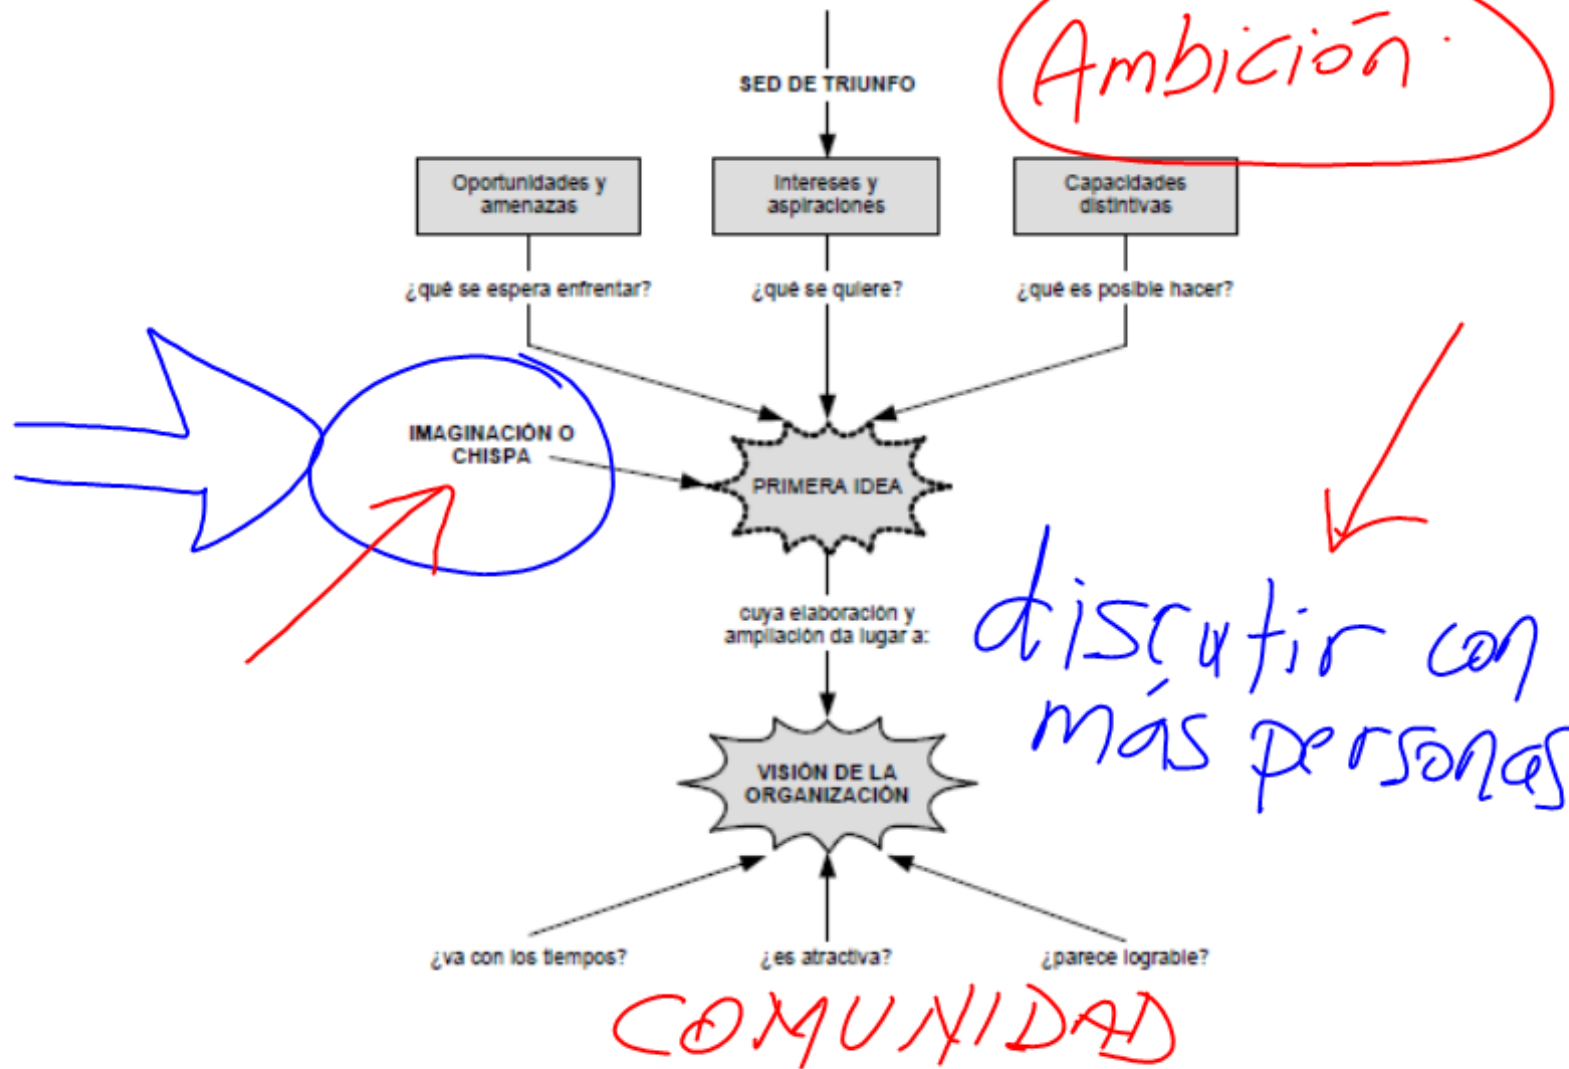 Ambición.
SED DE TRIUNFO
Oportunidades y
amenazas
Intereses y
aspiraciones
Capacidades
distintivas
¿qué se espera enfrentar?
¿qué se quiere?
¿qué es posible hacer?
IMAGINACIÓN O
CHISPA
PRIMERA IDEA
cuya elaboración y
ampliación da lugar a:
discutir con
más personas
VISIÓN DE LA
ORGANIZACIÓN
¿va con los tiempos?
¿es atractiva?
¿parece lograble?
COMUNIDAD